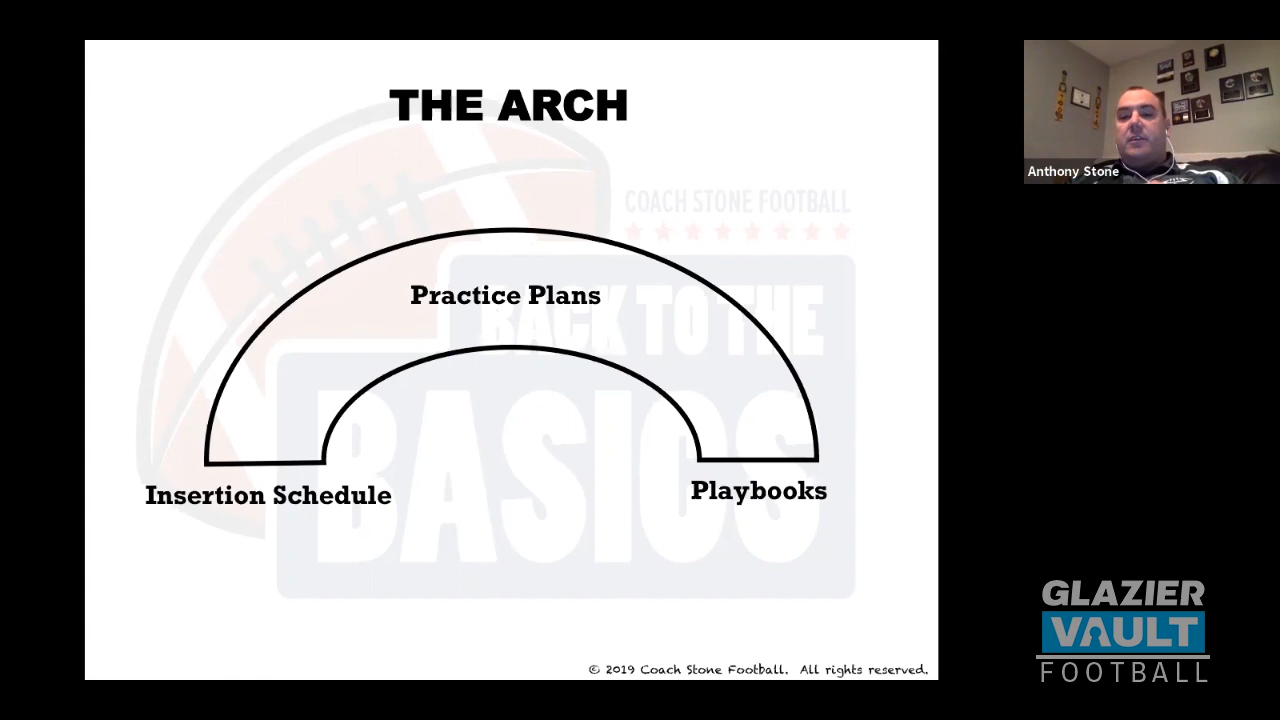 THE ARCH
COACH STONE FOOTBALL
Practice Plans
BACK TO THE
BASICS
Insertion Schedule
Playbooks
© 2019 Coach Stone Football. All rights reserved.
Anthony Stone
GLAZIER
VAULT
FOOTBALL